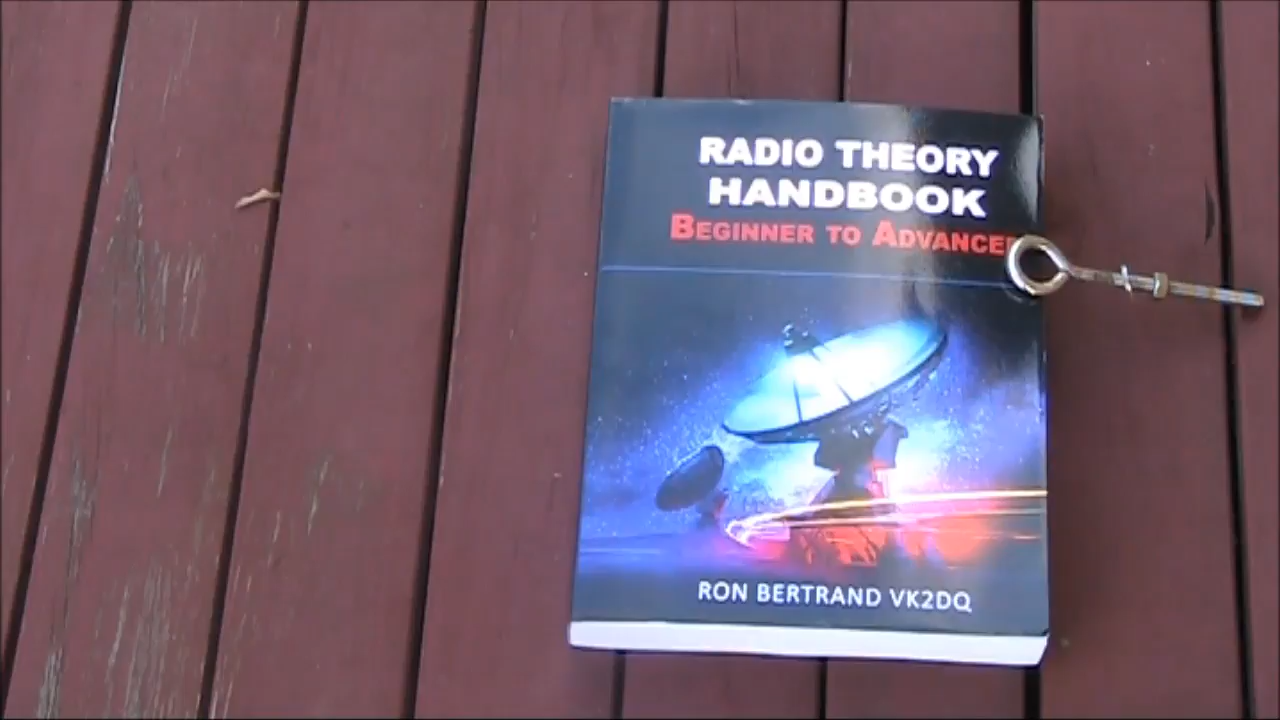 RADIO THEORY
HANDBOOK
BEGINNER TO ADVANCED
RON BERTRAND VK2DQ